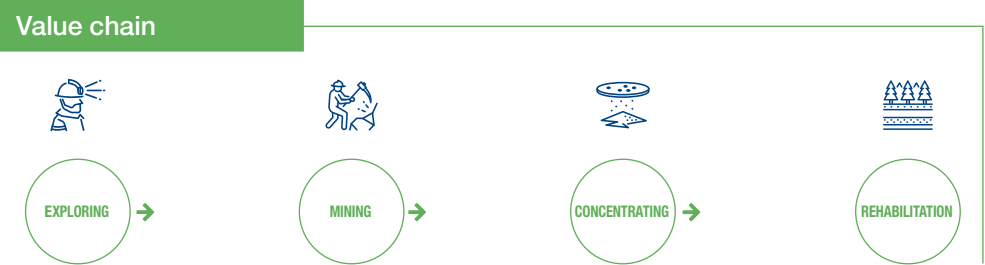 Value chain
EXPLORING
MINING
CONCENTRATING
REHABILITATION